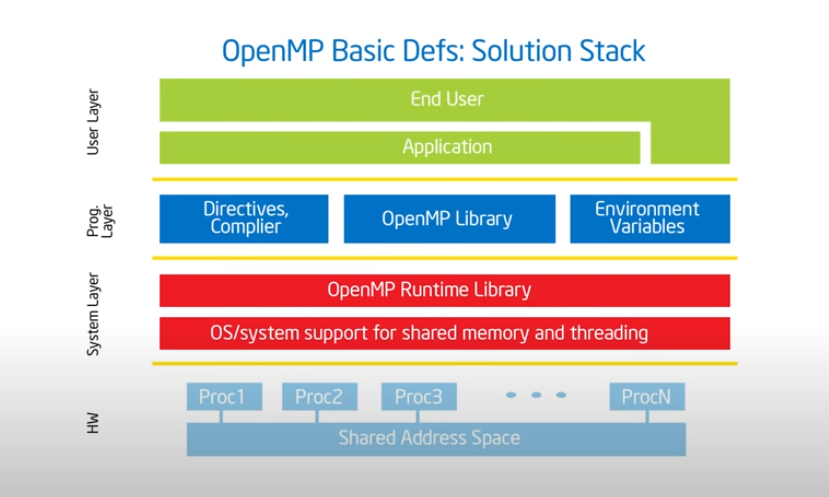 OpenMP Basic Defs: Solution Stack
User Layer
End User
Application
Prog.
Layer
Directives,
Complier
OpenMP Library
Environment
Variables
System Layer
OpenMP Runtime Library
OS/system support for shared memory and threading
HW
Proc1
Proc2
Proc3
• • •
ProcN
Shared Address Space